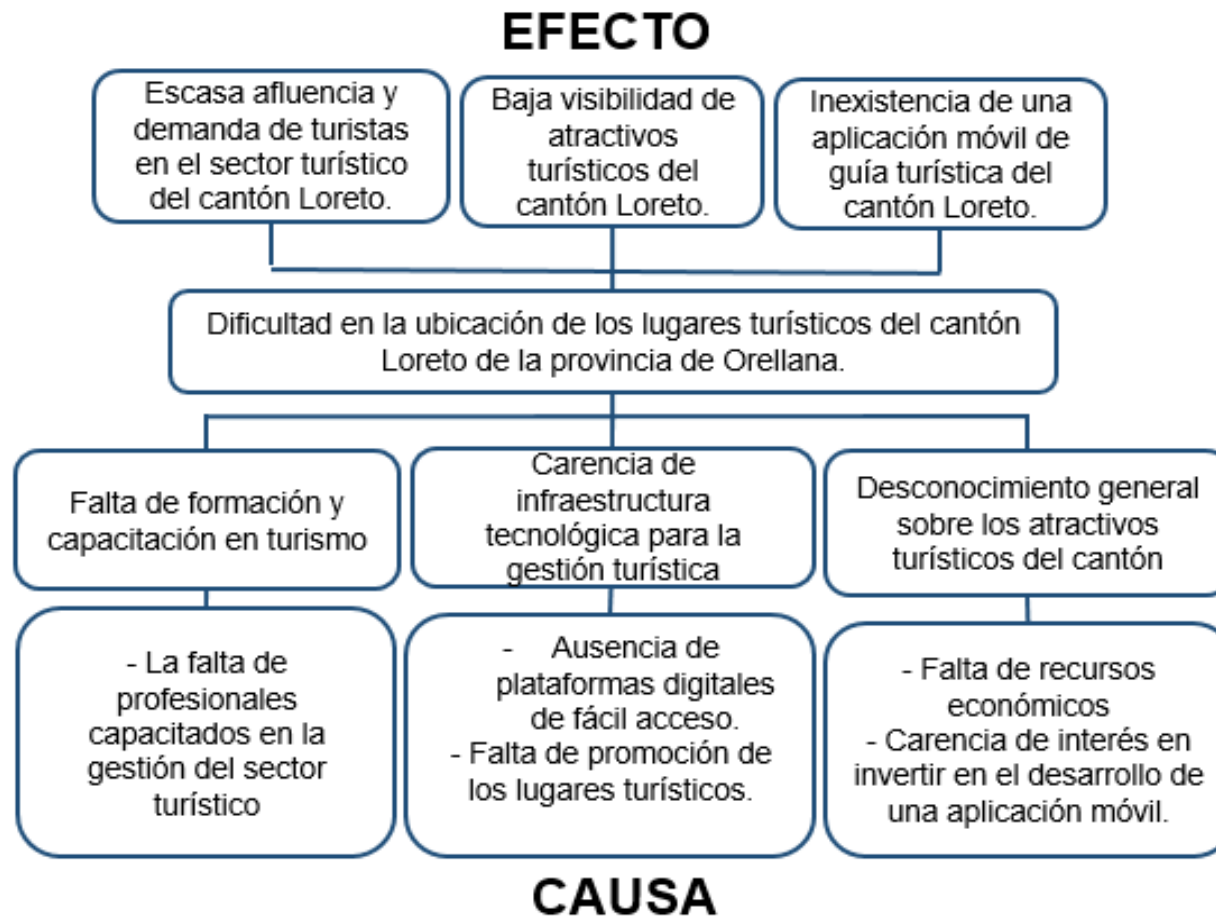 EFECTO
Escasa afluencia y
demanda de turistas
en el sector turístico
del cantón Loreto.
Baja visibilidad de
atractivos
turísticos del
cantón Loreto.
Inexistencia de una
aplicación móvil de
guía turística del
cantón Loreto.
Dificultad en la ubicación de los lugares turísticos del cantón
Loreto de la provincia de Orellana.
Falta de formación y
capacitación en turismo
Carencia de
infraestructura
tecnológica para la
gestión turística
Desconocimiento general
sobre los atractivos
turísticos del cantón
- La falta de
profesionales
capacitados en la
gestión del sector
turístico
- Ausencia de
plataformas digitales
de fácil acceso.
- Falta de promoción de
los lugares turísticos.
- Falta de recursos
económicos
- Carencia de interés en
invertir en el desarrollo de
una aplicación móvil.
CAUSA